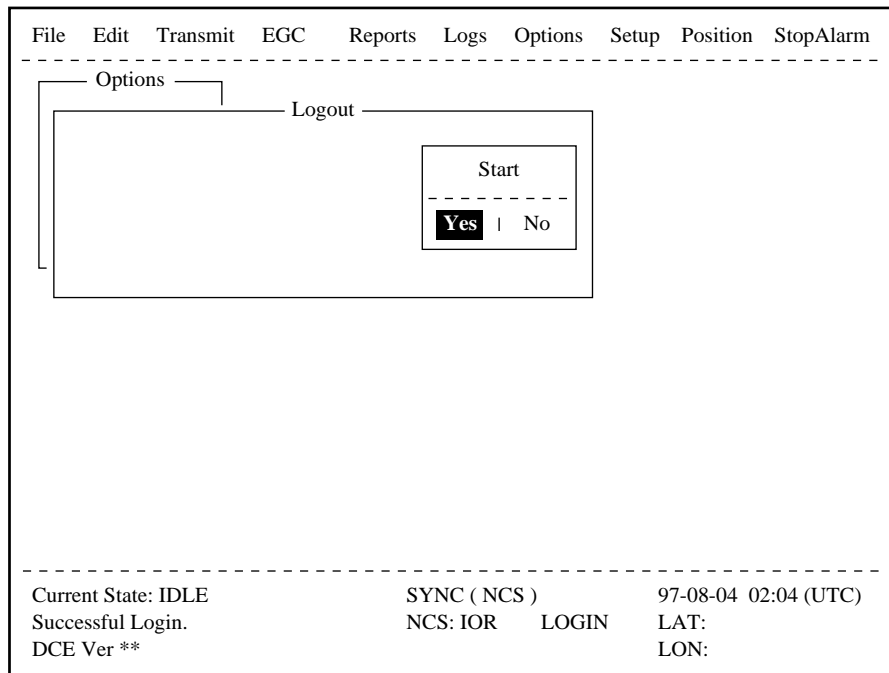 File Edit Transmit EGC Reports Logs Options Setup Position StopAlarm
Options
Logout
Start
Yes | No
Current State: IDLE SYNC ( NCS ) 97-08-04 02:04 (UTC)
Successful Login. NCS: IOR LOGIN LAT:
DCE Ver ** LON: